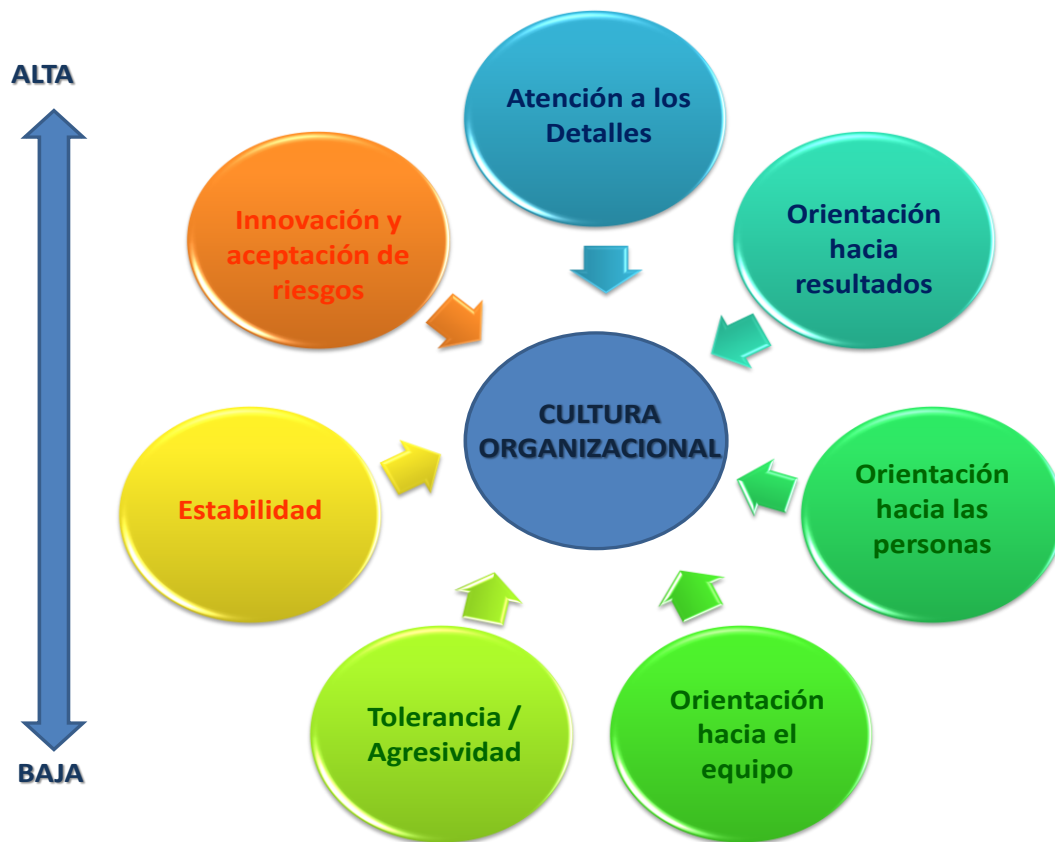 ALTA
Atención a los
Detalles
Innovación y
aceptación de
riesgos
Orientación
hacia
resultados
CULTURA
ORGANIZACIONAL
Estabilidad
Orientación
hacia las
personas
Tolerancia /
Agresividad
Orientación
hacia el
equipo
BAJA